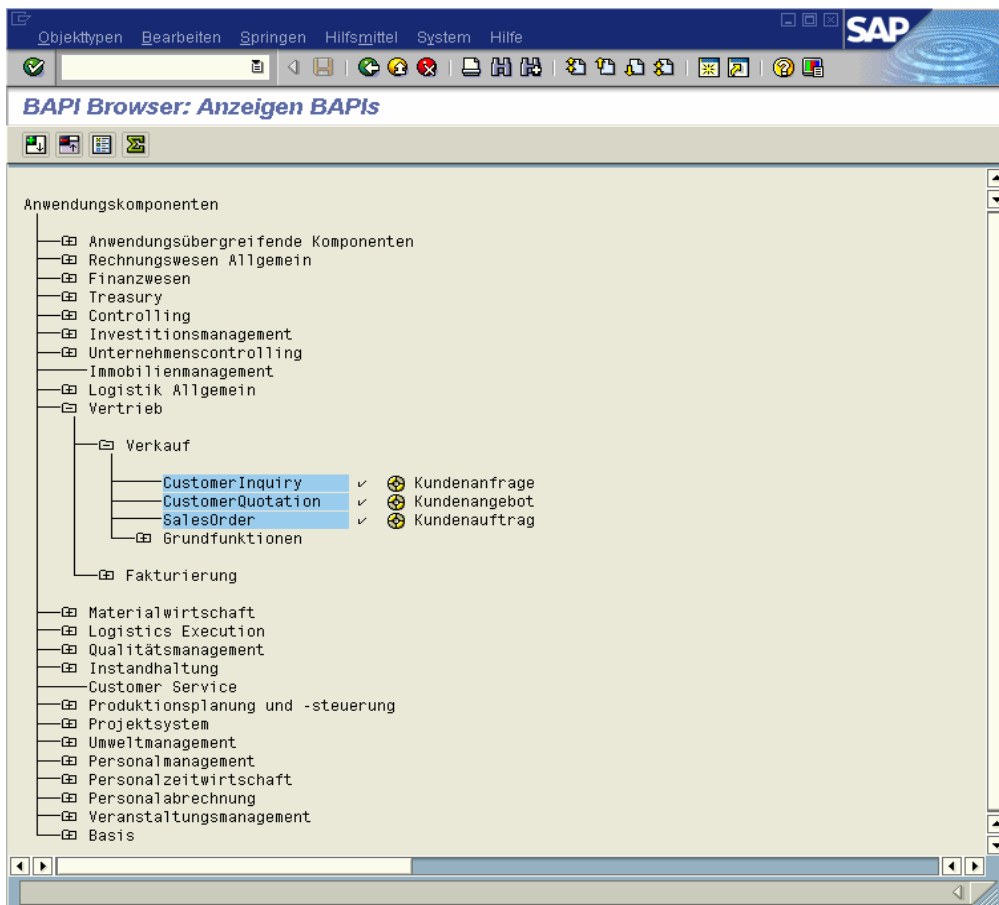 Objekttypen Bearbeiten Springen Hilfsmittel System Hilfe
SAP
BAPI Browser: Anzeigen BAPIs
Anwendungskomponenten
Anwendungsübergreifende Komponenten
Rechnungswesen Allgemein
Finanzwesen
Treasury
Controlling
Investitionsmanagement
Unternehmenscontrolling
Immobilienmanagement
Logistik Allgemein
Vertrieb
Verkauf
CustomerInquiry Kundenanfrage
CustomerQuotation Kundenangebot
SalesOrder Kundenauftrag
Grundfunktionen
Fakturierung
Materialwirtschaft
Logistics Execution
Qualitätsmanagement
Instandhaltung
Customer Service
Produktionsplanung und -steuerung
Projektsystem
Umweltmanagement
Personalmanagement
Personalzeitwirtschaft
Personalabrechnung
Veranstaltungsmanagement
Basis